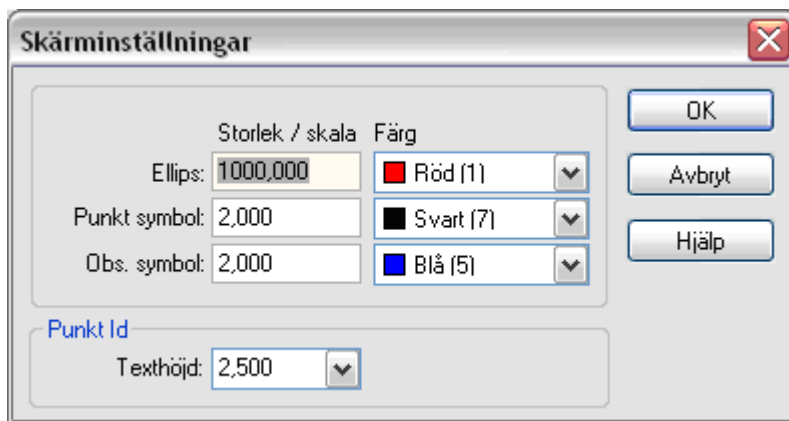 Skärminställningar
Storlek / skala Färg
Ellips: 1000,000 Röd (1)
Punkt symbol: 2,000 Svart (7)
Obs. symbol: 2,000 Blå (5)
OK
Avbryt
Hjälp
Punkt Id
Texthöjd: 2,500